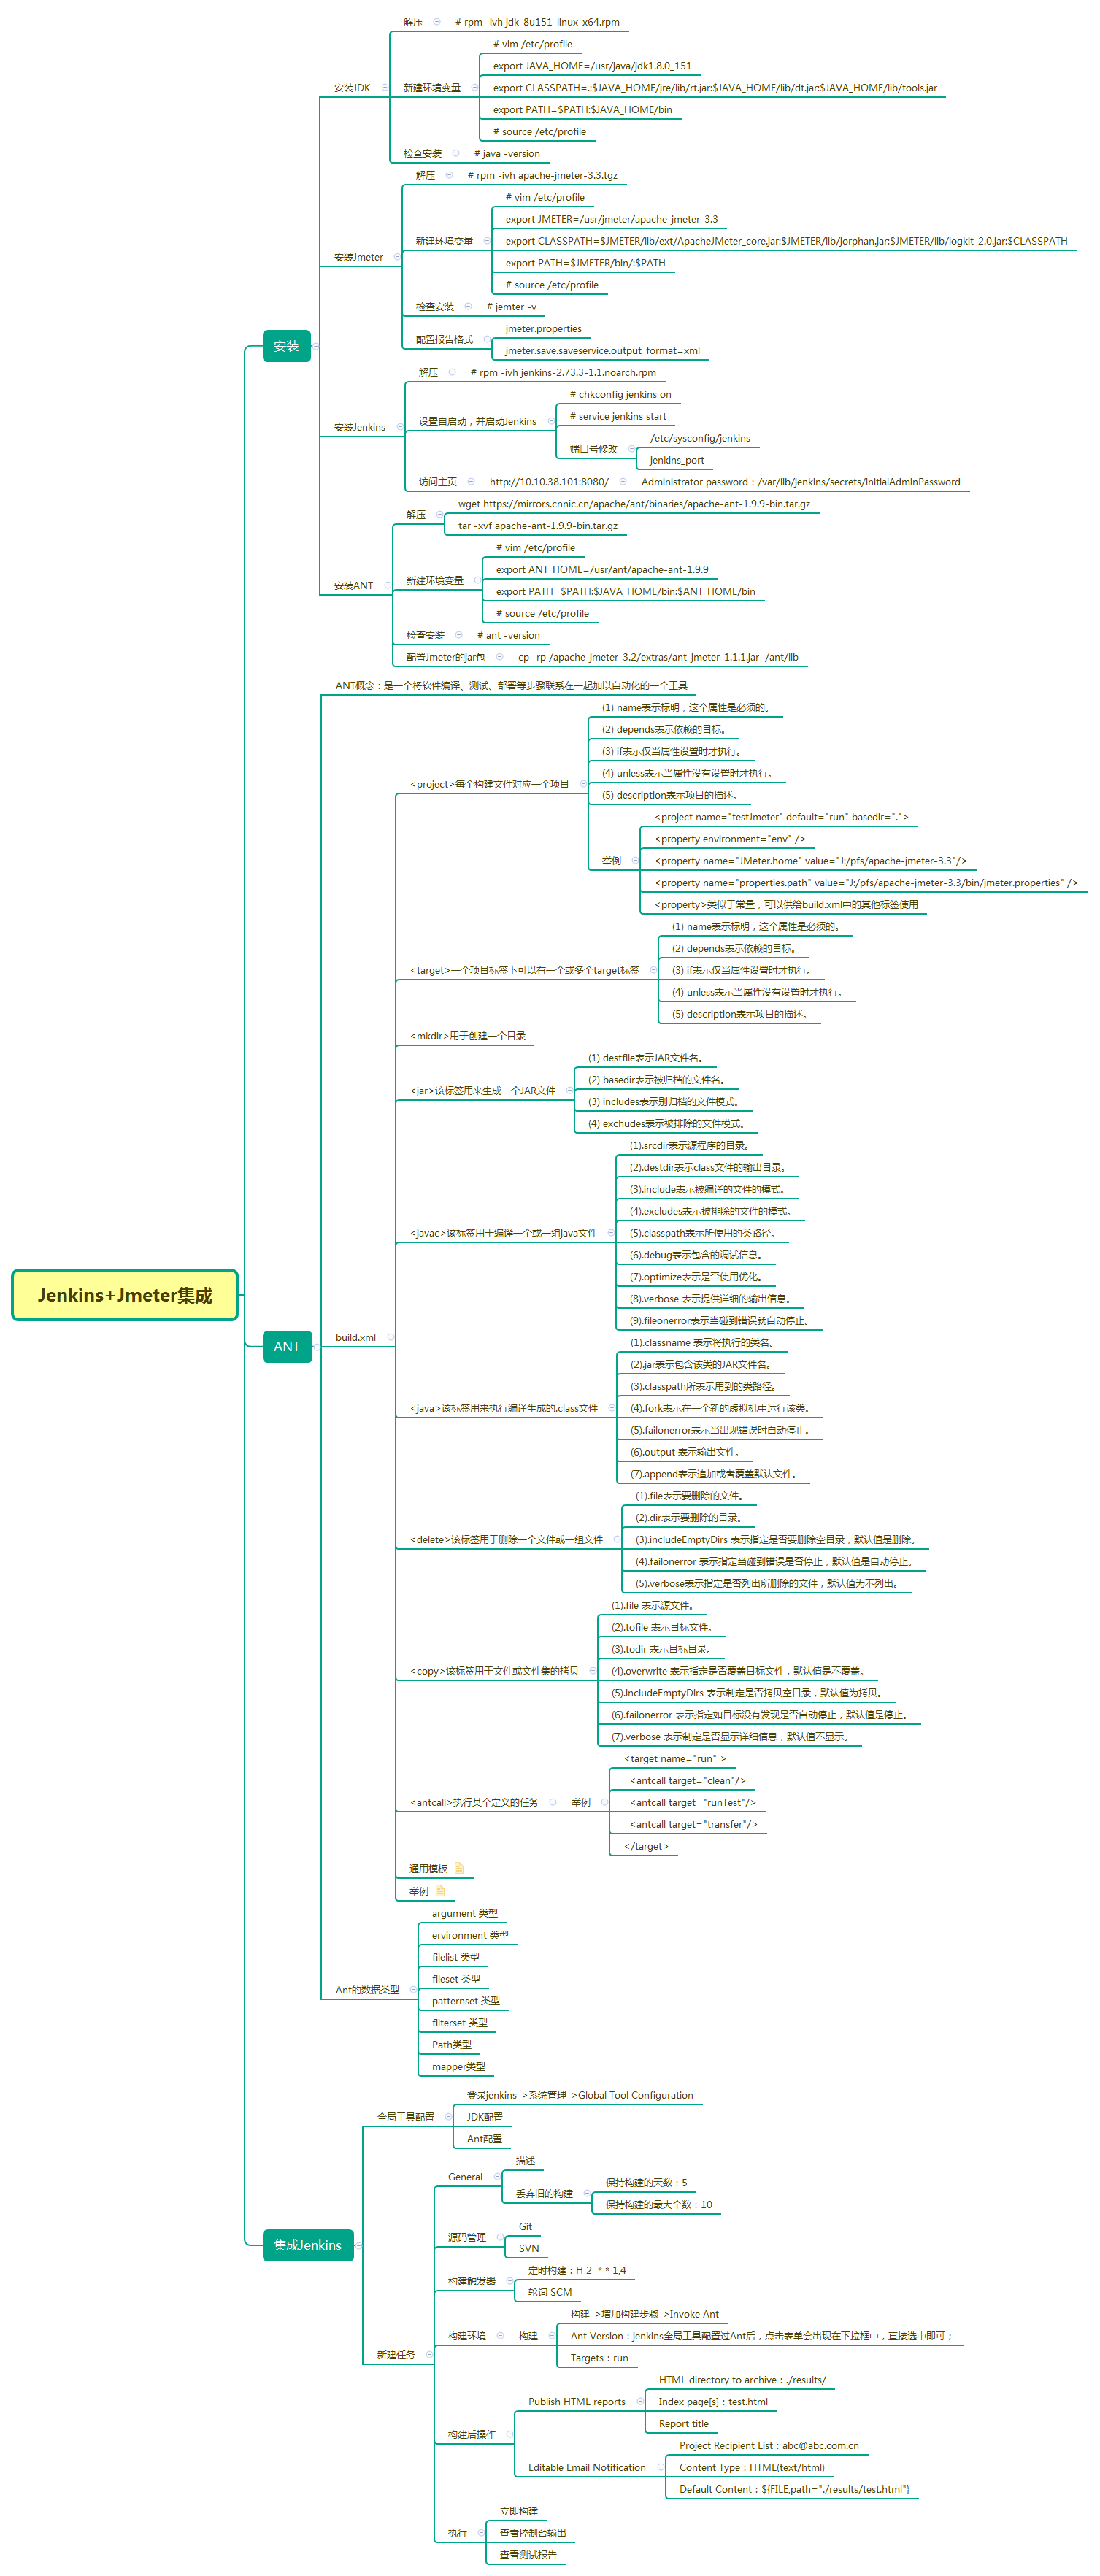 Jenkins+Jmeter集成
安装
安装JDK
解压
# rpm -ivh jdk-8u151-linux-x64.rpm
新建环境变量
# vim /etc/profile
export JAVA_HOME=/usr/java/jdk1.8.0_151
export CLASSPATH=.:$JAVA_HOME/jre/lib/rt.jar:$JAVA_HOME/lib/dt.jar:$JAVA_HOME/lib/tools.jar
export PATH=$PATH:$JAVA_HOME/bin
# source /etc/profile
检查安装
# java -version
安装Jmeter
解压
# rpm -ivh apache-jmeter-3.3.tgz
新建环境变量
# vim /etc/profile
export JMETER=/usr/jmeter/apache-jmeter-3.3
export CLASSPATH=$JMETER/lib/ext/ApacheJMeter_core.jar:$JMETER/lib/jorphan.jar:$JMETER/lib/logkit-2.0.jar:$CLASSPATH
export PATH=$JMETER/bin/:$PATH
# source /etc/profile
检查安装
# jemter -v
配置报告格式
jmeter.properties
jmeter.save.saveservice.output_format=xml
安装Jenkins
解压
# rpm -ivh jenkins-2.73.3-1.1.noarch.rpm
设置自启动，并启动Jenkins
# chkconfig jenkins on
# service jenkins start
端口号修改
/etc/sysconfig/jenkins
jenkins_port
访问主页
http://10.10.38.101:8080/
Administrator password：/var/lib/jenkins/secrets/initialAdminPassword
安装ANT
解压
wget https://mirrors.cnnic.cn/apache/ant/binaries/apache-ant-1.9.9-bin.tar.gz
tar -xvf apache-ant-1.9.9-bin.tar.gz
新建环境变量
# vim /etc/profile
export ANT_HOME=/usr/ant/apache-ant-1.9.9
export PATH=$PATH:$JAVA_HOME/bin:$ANT_HOME/bin
# source /etc/profile
检查安装
# ant -version
配置Jmeter的jar包
cp -rp /apache-jmeter-3.2/extras/ant-jmeter-1.1.1.jar  /ant/lib
ANT
ANT概念：是一个将软件编译、测试、部署等步骤联系在一起加以自动化的一个工具
build.xml
<project>每个构建文件对应一个项目
(1) name表示标明，这个属性是必须的。
(2) depends表示依赖的目标。
(3) if表示仅当属性设置时才执行。
(4) unless表示当属性没有设置时才执行。
(5) description表示项目的描述。
举例
<project name="testJmeter" default="run" basedir=".">
<property environment="env" />
<property name="JMeter.home" value="J:/pfs/apache-jmeter-3.3"/>
<property name="properties.path" value="J:/pfs/apache-jmeter-3.3/bin/jmeter.properties" />
<property>类似于常量，可以供给build.xml中的其他标签使用
<target>一个项目标签下可以有一个或多个target标签
(1) name表示标明，这个属性是必须的。
(2) depends表示依赖的目标。
(3) if表示仅当属性设置时才执行。
(4) unless表示当属性没有设置时才执行。
(5) description表示项目的描述。
<mkdir>用于创建一个目录
<jar>该标签用来生成一个JAR文件
(1) destfile表示JAR文件名。
(2) basedir表示被归档的文件名。
(3) includes表示别归档的文件模式。
(4) exchudes表示被排除的文件模式。
<javac>该标签用于编译一个或一组java文件
(1).srcdir表示源程序的目录。
(2).destdir表示class文件的输出目录。
(3).include表示被编译的文件的模式。
(4).excludes表示被排除的文件的模式。
(5).classpath表示所使用的类路径。
(6).debug表示包含的调试信息。
(7).optimize表示是否使用优化。
(8).verbose 表示提供详细的输出信息。
(9).fileonerror表示当碰到错误就自动停止。
<java>该标签用来执行编译生成的.class文件
(1).classname 表示将执行的类名。
(2).jar表示包含该类的JAR文件名。
(3).classpath所表示用到的类路径。
(4).fork表示在一个新的虚拟机中运行该类。
(5).failonerror表示当出现错误时自动停止。
(6).output 表示输出文件。
(7).append表示追加或者覆盖默认文件。
<delete>该标签用于删除一个文件或一组文件
(1).file表示要删除的文件。
(2).dir表示要删除的目录。
(3).includeEmptyDirs 表示指定是否要删除空目录，默认值是删除。
(4).failonerror 表示指定当碰到错误是否停止，默认值是自动停止。
(5).verbose表示指定是否列出所删除的文件，默认值为不列出。
<copy>该标签用于文件或文件集的拷贝
(1).file 表示源文件。
(2).tofile 表示目标文件。
(3).todir 表示目标目录。
(4).overwrite 表示指定是否覆盖目标文件，默认值是不覆盖。
(5).includeEmptyDirs 表示制定是否拷贝空目录，默认值为拷贝。
(6).failonerror 表示指定如目标没有发现是否自动停止，默认值是停止。
(7).verbose 表示制定是否显示详细信息，默认值不显示。
<antcall>执行某个定义的任务
举例
<target name="run" >
<antcall target="clean"/>
<antcall target="runTest"/>
<antcall target="transfer"/>
</target>
通用模板
举例
Ant的数据类型
argument 类型
ervironment 类型
filelist 类型
fileset 类型
patternset 类型
filterset 类型
Path类型
mapper类型
集成Jenkins
全局工具配置
登录jenkins->系统管理->Global Tool Configuration
JDK配置
Ant配置
新建任务
General
描述
丢弃旧的构建
保持构建的天数：5
保持构建的最大个数：10
源码管理
Git
SVN
构建触发器
定时构建：H 2  * * 1,4
轮询 SCM
构建环境
构建
构建->增加构建步骤->Invoke Ant
Ant Version：jenkins全局工具配置过Ant后，点击表单会出现在下拉框中，直接选中即可；
Targets：run
构建后操作
Publish HTML reports
HTML directory to archive：./results/
Index page[s]：test.html
Report title
Editable Email Notification
Project Recipient List：abc@abc.com.cn
Content Type：HTML(text/html)
Default Content：${FILE,path="./results/test.html"}
执行
立即构建
查看控制台输出
查看测试报告